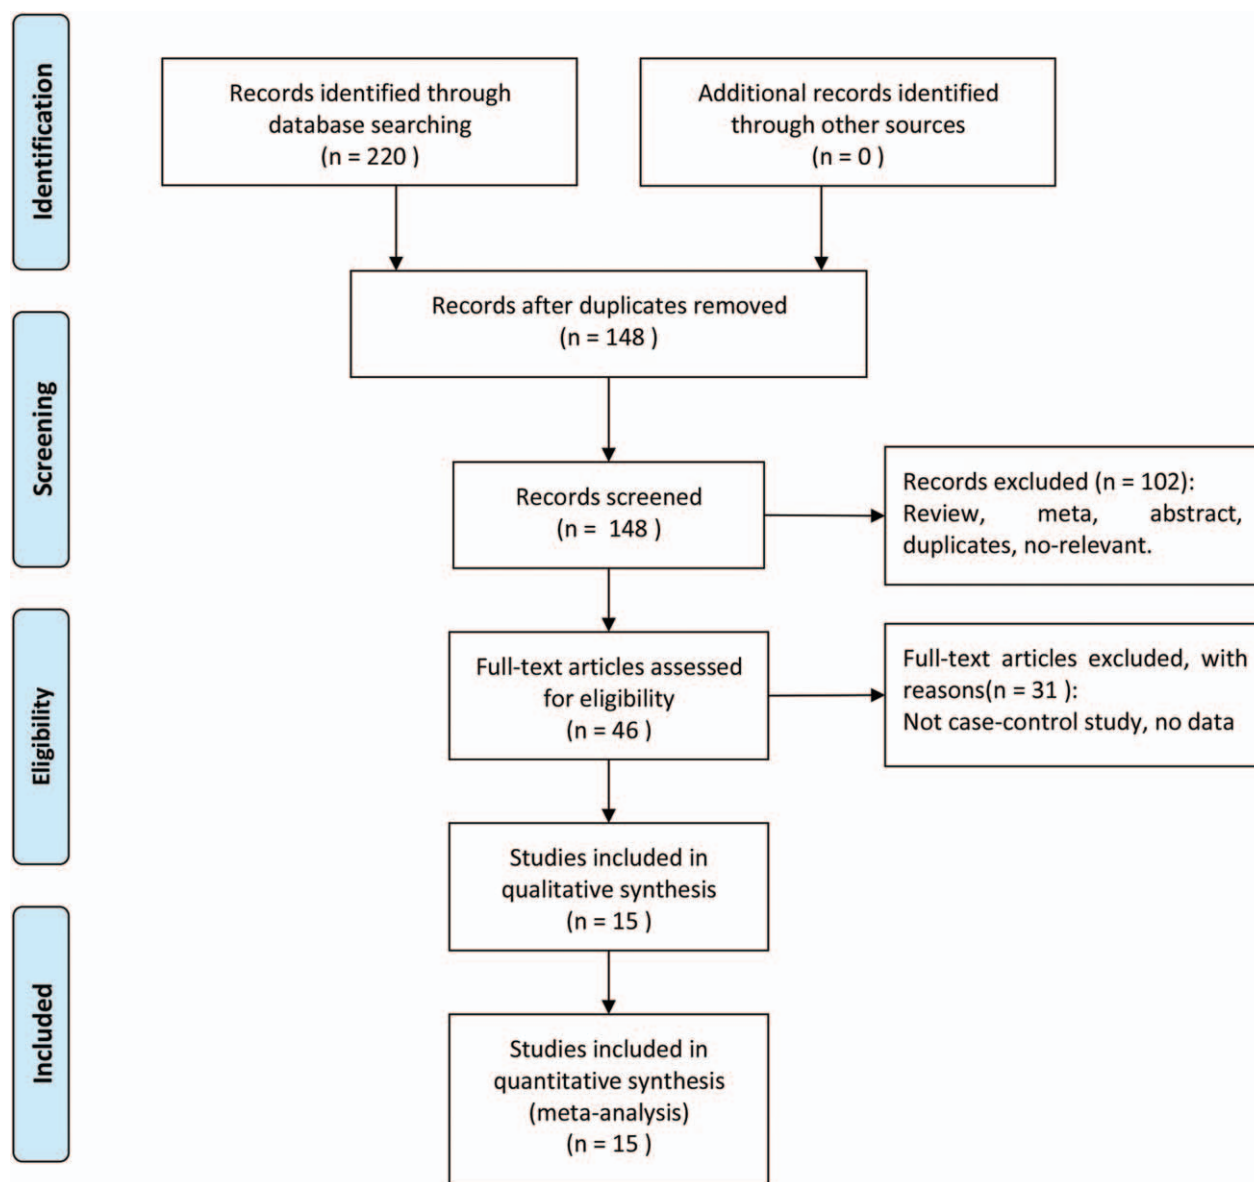 Identification
Records identified through
database searching
(n = 220 )
Additional records identified
through other sources
(n = 0 )
Records after duplicates removed
(n = 148 )
Screening
Records screened
(n = 148 )
Records excluded (n = 102):
Review, meta, abstract,
duplicates, no-relevant.
Eligibility
Full-text articles assessed
for eligibility
(n = 46 )
Full-text articles excluded, with
reasons(n = 31 ):
Not case-control study, no data
Studies included in
qualitative synthesis
(n = 15 )
Included
Studies included in
quantitative synthesis
(meta-analysis)
(n = 15 )